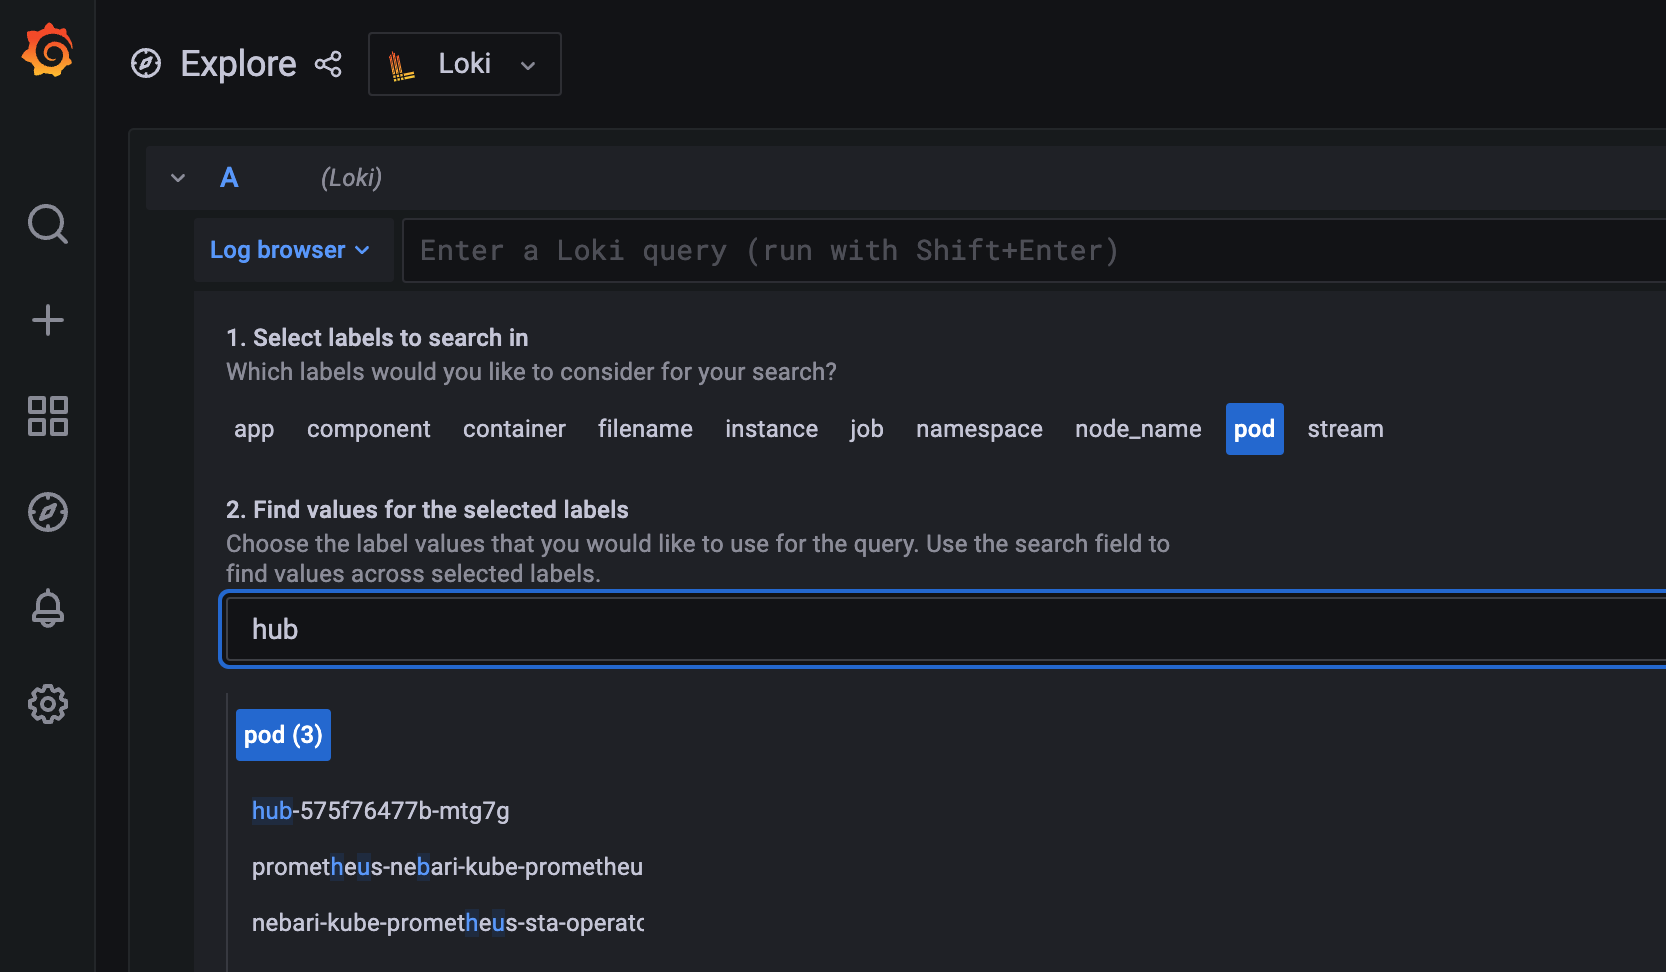 Explore
Loki
A (Loki)
Log browser
Enter a Loki query (run with Shift+Enter)
1. Select labels to search in
Which labels would you like to consider for your search?
app component container filename instance job namespace node_name pod stream
2. Find values for the selected labels
Choose the label values that you would like to use for the query. Use the search field to
find values across selected labels.
hub
pod (3)
hub-575f76477b-mtg7g
prometheus-nebari-kube-prometheu
nebari-kube-prometheus-sta-operato